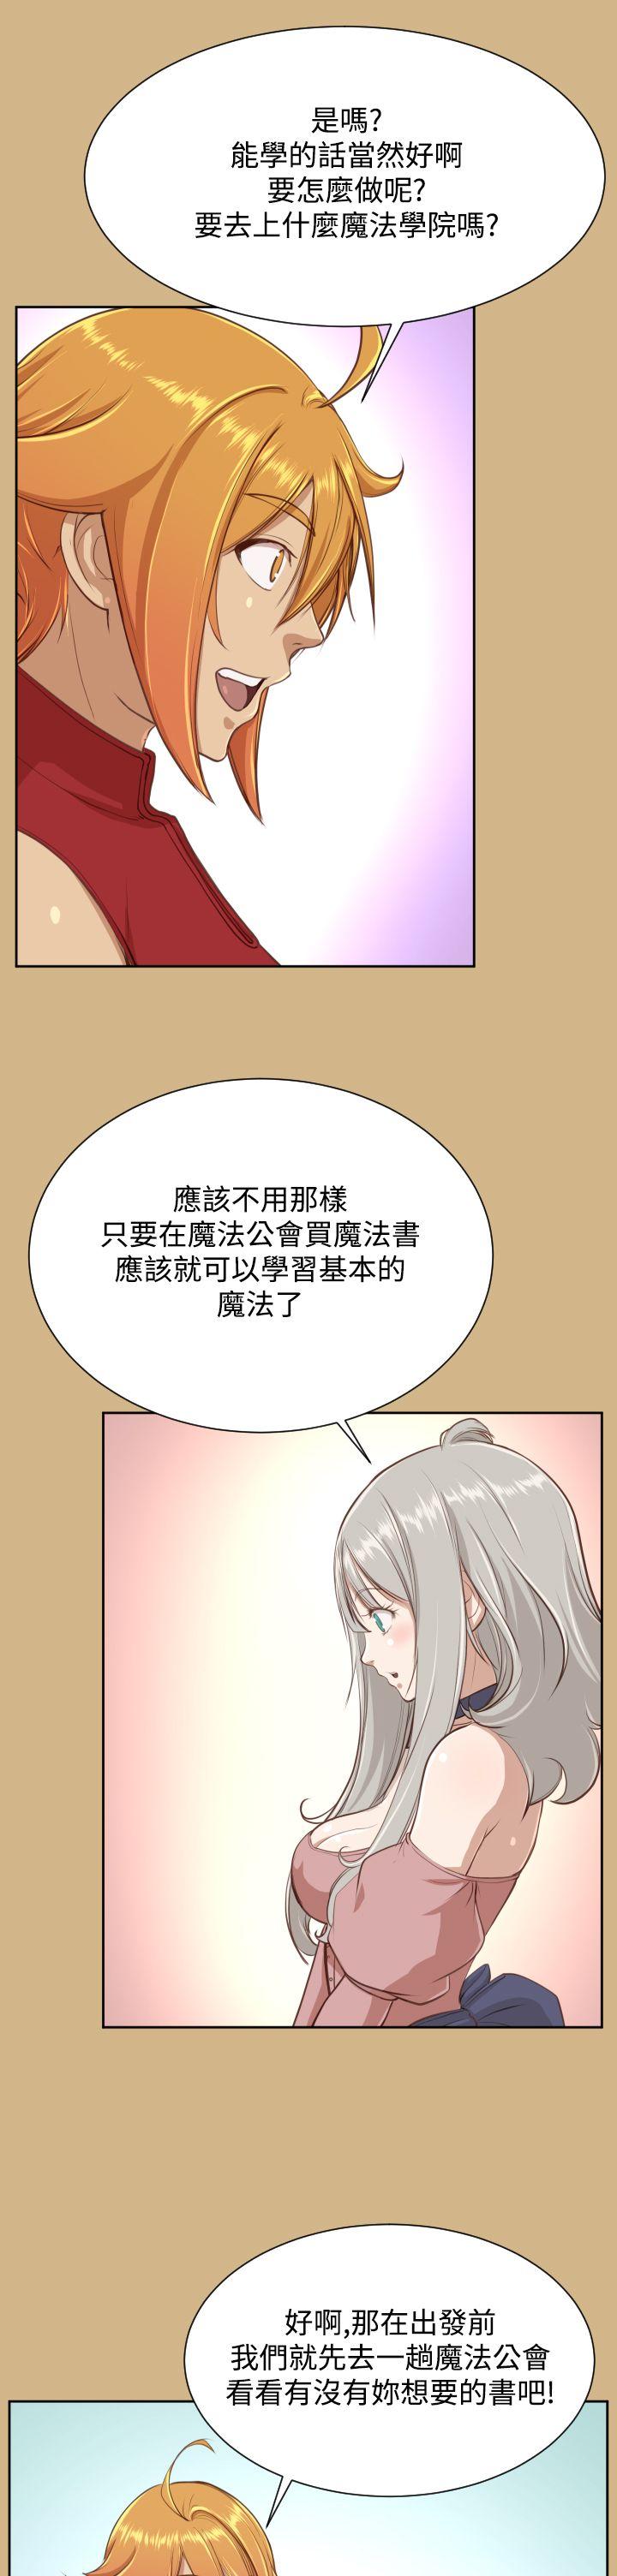 是嗎?
能學的話當然好啊
要怎麼做呢?
要去上什麼魔法學院嗎?
應該不用那樣
只要在魔法公會買魔法書
應該就可以學習基本的
魔法了
好啊,那在出發前
我們就先去一趟魔法公會
看看有沒有妳想要的書吧!